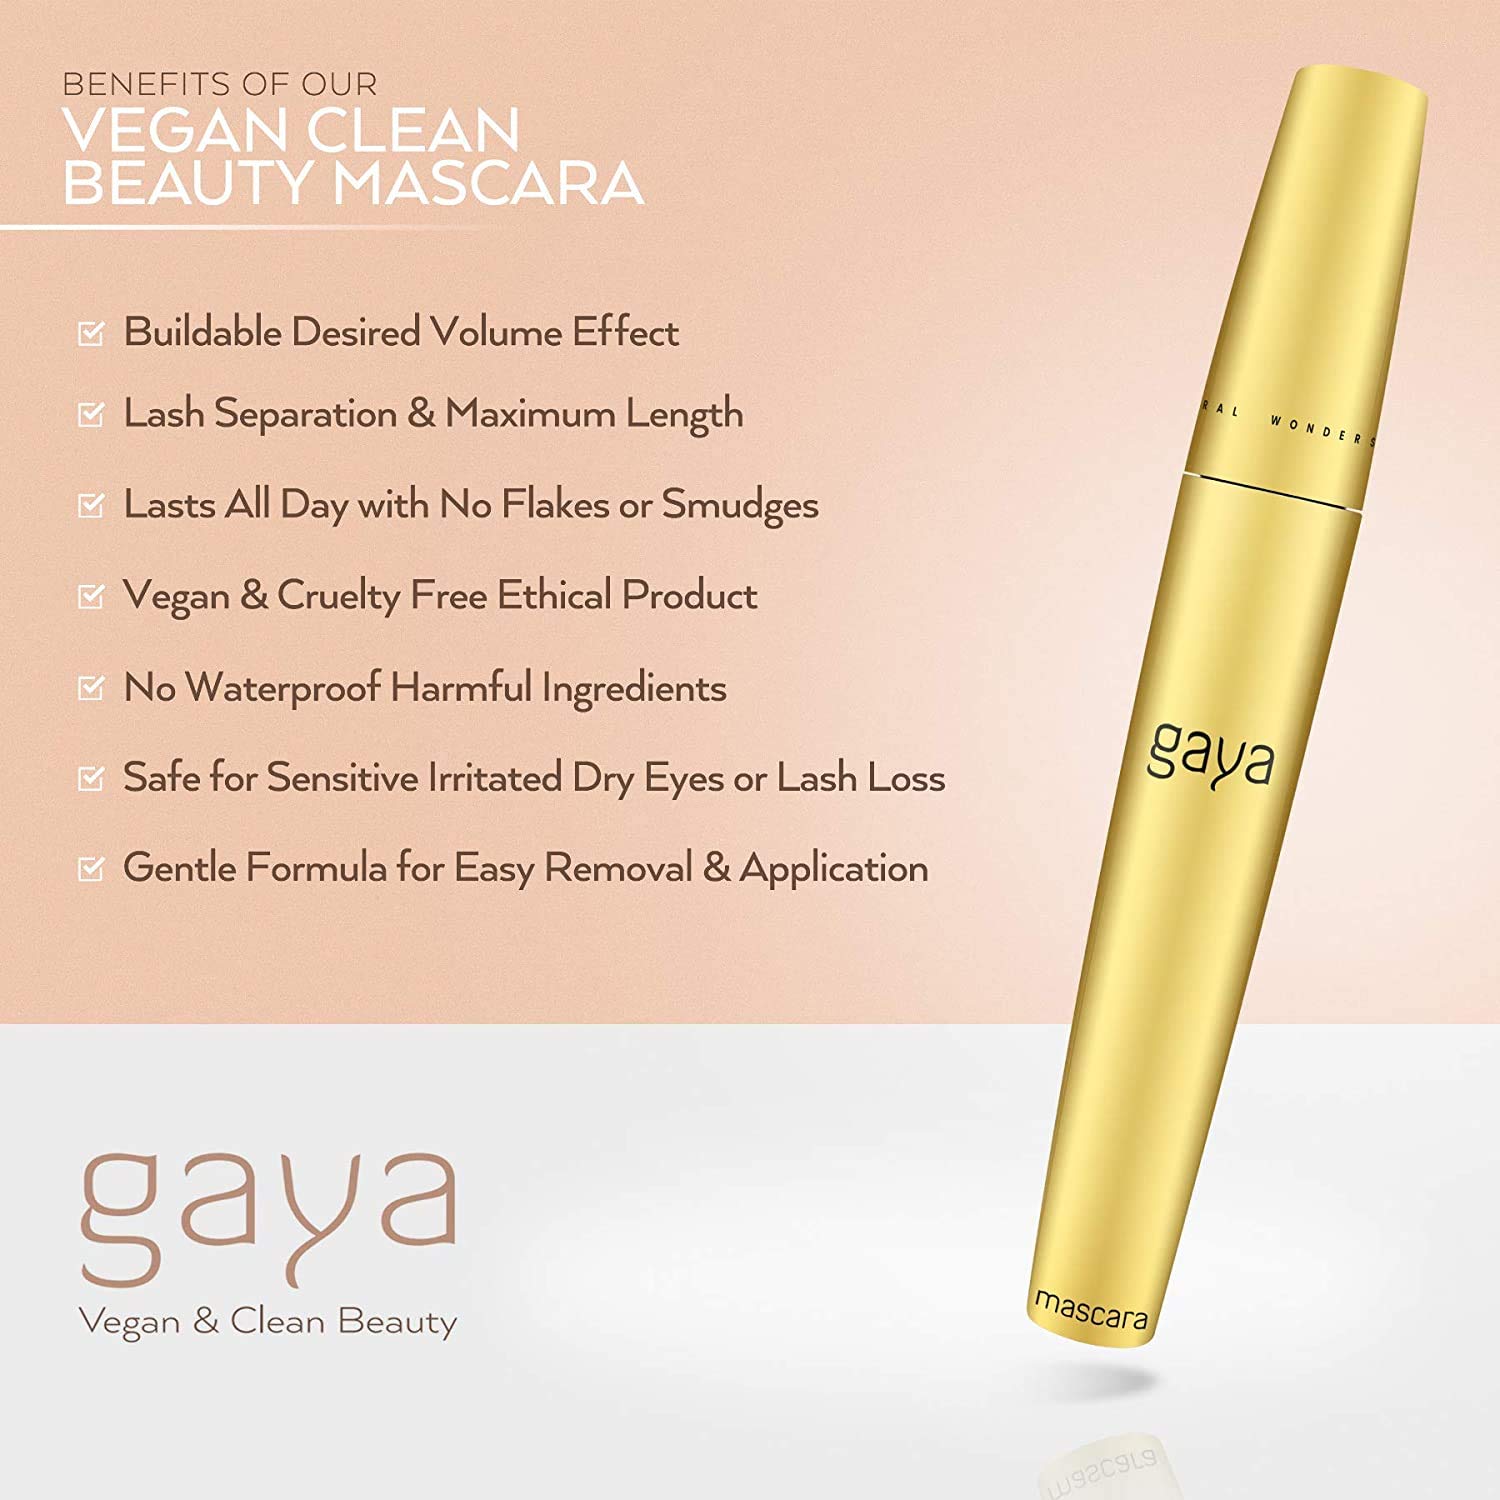 BENEFITS OF OUR
VEGAN CLEAN
BEAUTY MASCARA
Buildable Desired Volume Effect
Lash Separation & Maximum Length
Lasts All Day with No Flakes or Smudges
Vegan & Cruelty Free Ethical Product
No Waterproof Harmful Ingredients
Safe for Sensitive Irritated Dry Eyes or Lash Loss
Gentle Formula for Easy Removal & Application
gaya
Vegan & Clean Beauty
RAL WONDERS
gaya
mascara
mascara